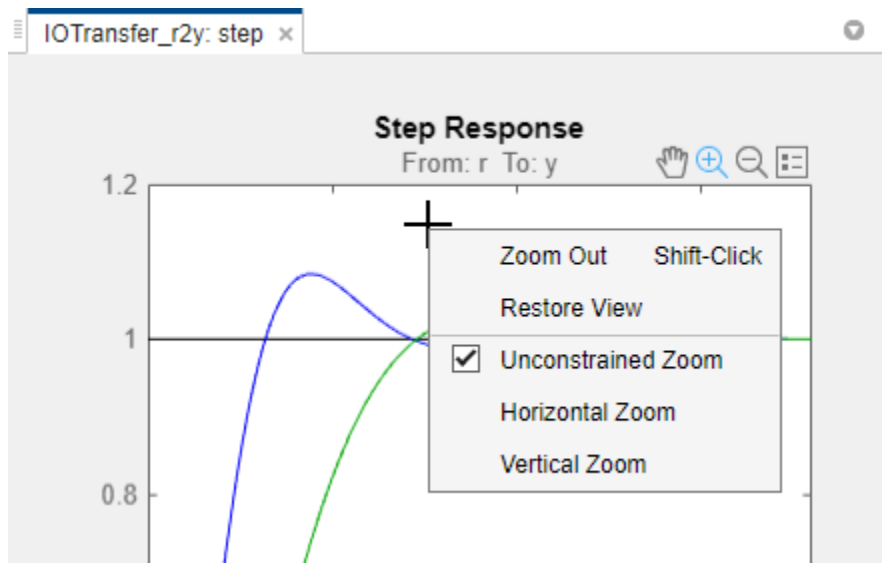 IOTransfer_r2y: step ×
Step Response
From: r To: y
1.2
Zoom Out Shift-Click
Restore View
1
Unconstrained Zoom
Horizontal Zoom
Vertical Zoom
0.8